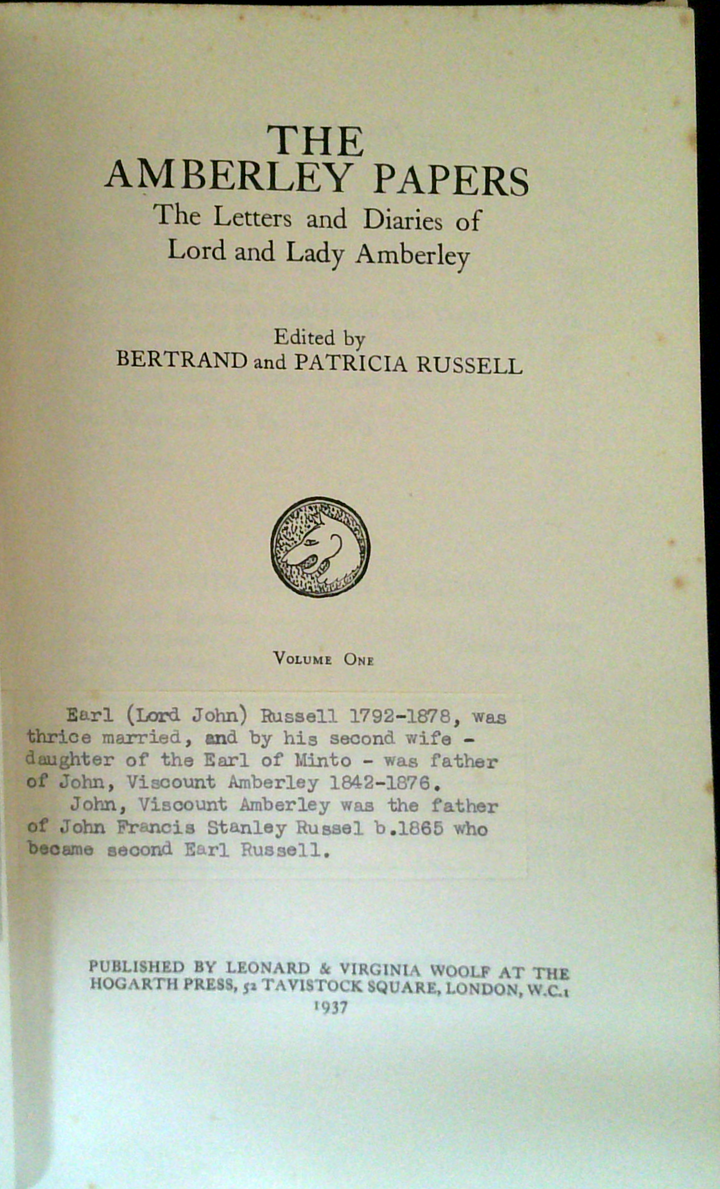 THE
AMBERLEY PAPERS
The Letters and Diaries of
Lord and Lady Amberley
Edited by
BERTRAND and PATRICIA RUSSELL
VOLUME ONE
Earl (Lord John) Russell 1792-1878, was
thrice married, and by his second wife -
daughter of the Earl of Minto - was father
of John, Viscount Amberley 1842-1876.
John, Viscount Amberley was the father
of John Francis Stanley Russel b.1865 who
became second Earl Russell.
PUBLISHED BY LEONARD & VIRGINIA WOOLF AT THE
HOGARTH PRESS, 52 TAVISTOCK SQUARE, LONDON, W.C.1
1937